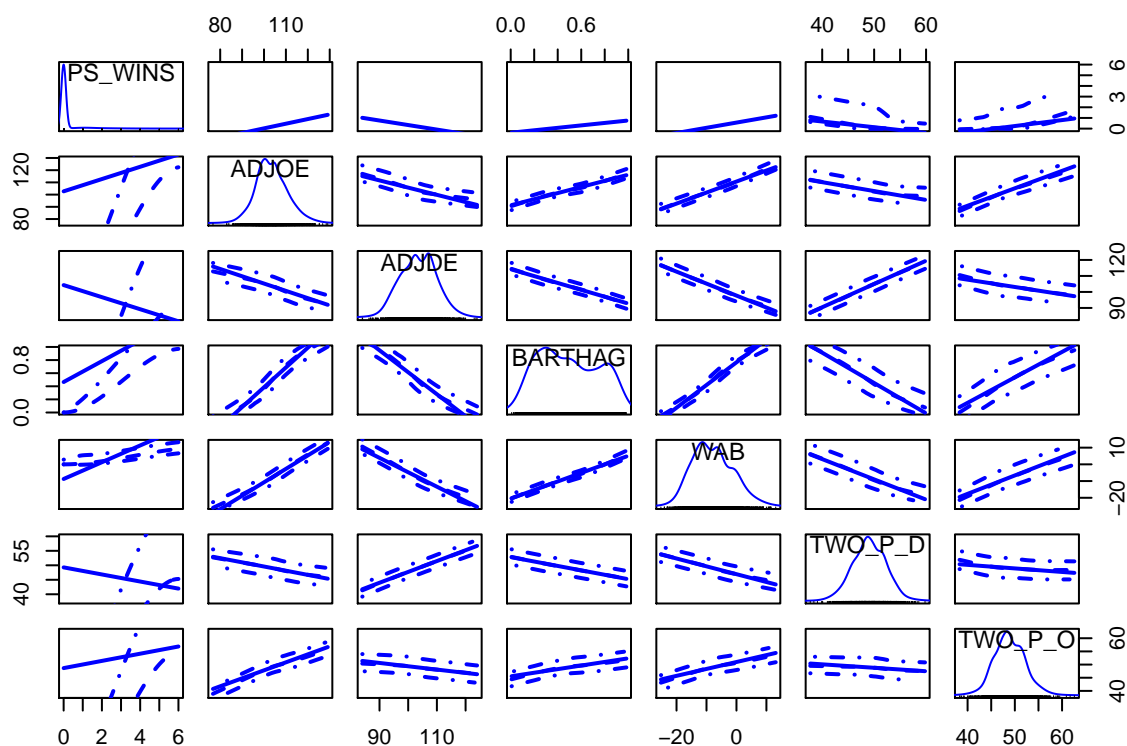 80 110 0.0 0.6 40 50 60
PS_WINS 0 3 6
80 120 ADJOE
ADJDE 90 120
0.0 0.8 BARTHAG
WAB -20 10
40 55 TWO_P_D
TWO_P_O 40 60
0 2 4 6 90 110 −20 0 40 50 60